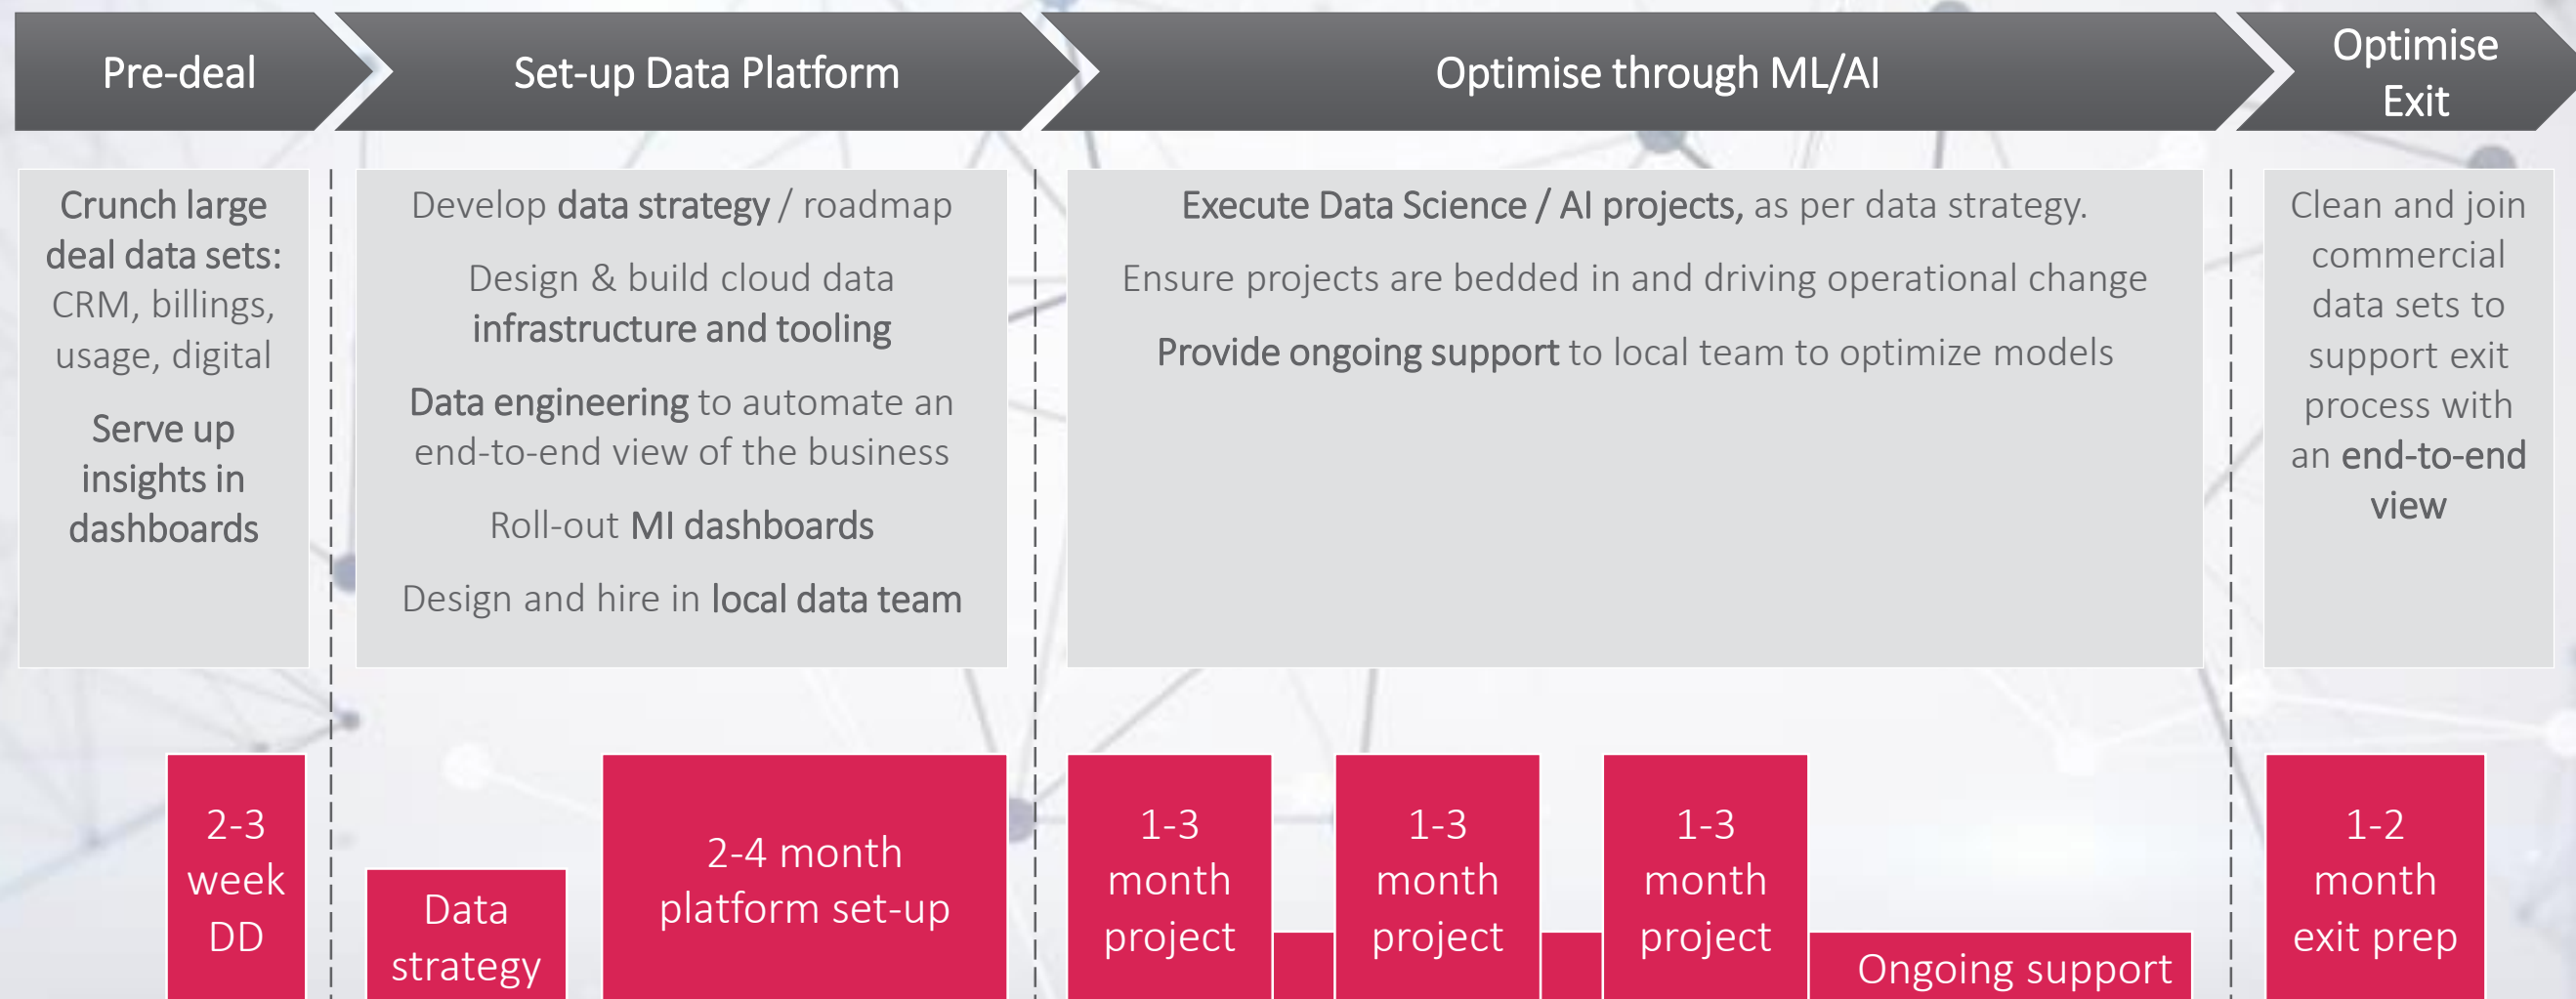 Pre-deal
Set-up Data Platform
Optimise through ML/AI
Optimise
Exit
Crunch large
deal data sets:
CRM, billings,
usage, digital
Serve up
insights in
dashboards
Develop data strategy / roadmap
Design & build cloud data
infrastructure and tooling
Data engineering to automate an
end-to-end view of the business
Roll-out MI dashboards
Design and hire in local data team
Execute Data Science / AI projects, as per data strategy.
Ensure projects are bedded in and driving operational change
Provide ongoing support to local team to optimize models
Clean and join
commercial
data sets to
support exit
process with
an end-to-end
view
2-3
week
DD
Data
strategy
2-4 month
platform set-up
1-3
month
project
1-3
month
project
1-3
month
project
Ongoing support
1-2
month
exit prep